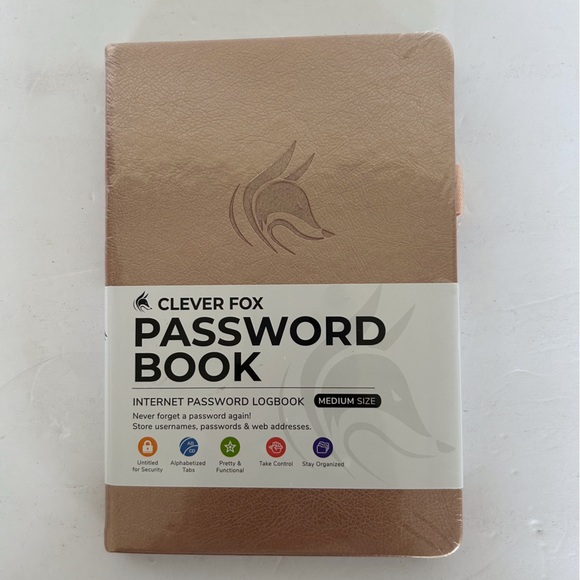 CLEVER FOX
PASSWORD
BOOK
INTERNET PASSWORD LOGBOOK MEDIUM SIZE
Never forget a password again!
Store usernames, passwords & web addresses.
Untitled for Security
Alphabetized Tabs
Pretty & Functional
Take Control
Stay Organized